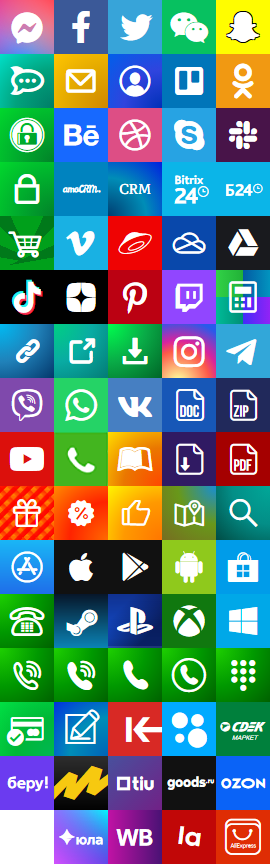 Bē
amoCRM.
CRM
Bitrix
24
Б24
DOC
ZIP
PDF
%
CDEK
МАРКЕТ
беру!
tiu
goods.ru
OZON
юла
WB
la
AliExpress